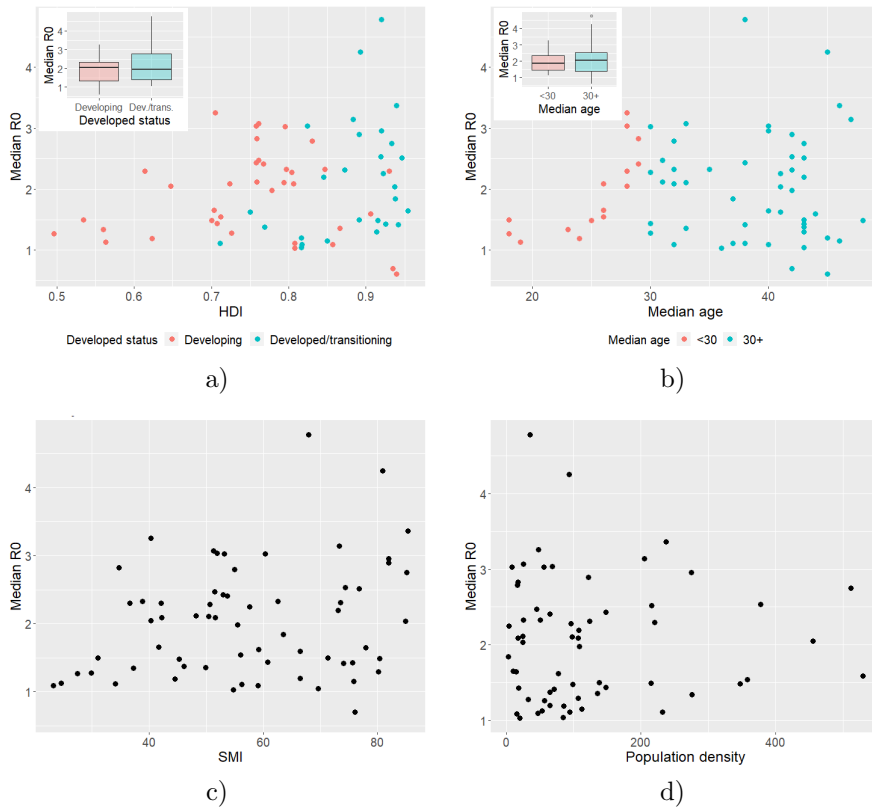 Median R0
4
3
2
1
Median R0
3
2
1
Developing Dev./trans.
Developed status
0.5 0.6 0.7 0.8 0.9
HDI
Developed status Developing Developed/transitioning
a)
Median R0
4
3
2
1
Median R0
4
3
2
1
<30 30+
Median age
20 30 40
Median age
Median age <30 30+
b)
Median R0
4
3
2
1
40 60 80
SMI
c)
Median R0
4
3
2
1
0 200 400
Population density
d)